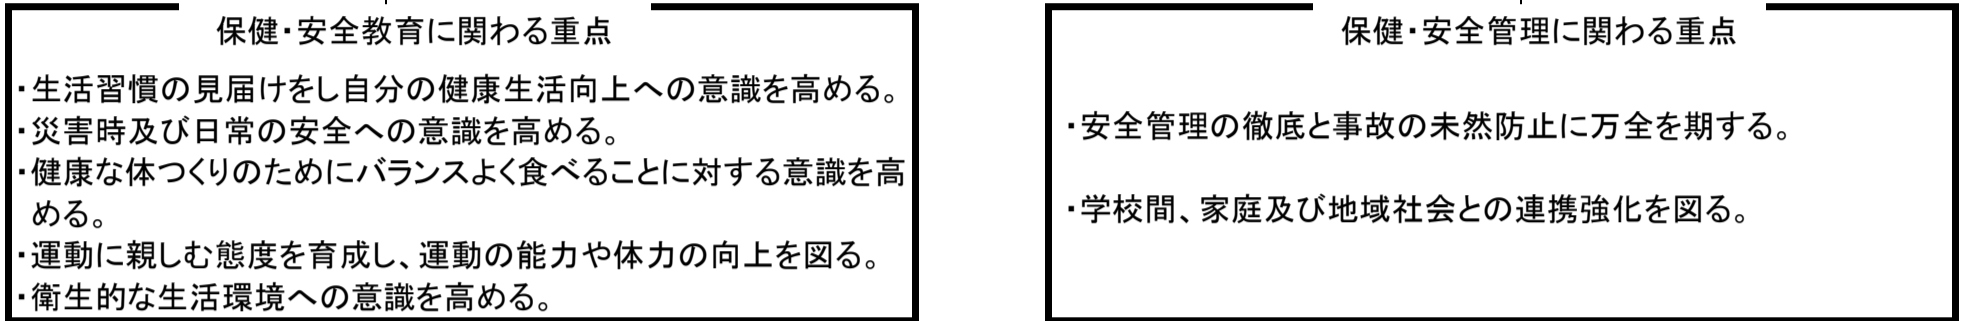 保健・安全教育に関わる重点
・生活習慣の見届けをし自分の健康生活向上への意識を高める。
・災害時及び日常の安全への意識を高める。
・健康な体つくりのためにバランスよく食べることに対する意識を高
める。
・運動に親しむ態度を育成し、運動の能力や体力の向上を図る。
・衛生的な生活環境への意識を高める。
保健・安全管理に関わる重点
・安全管理の徹底と事故の未然防止に万全を期する。
・学校間、家庭及び地域社会との連携強化を図る。